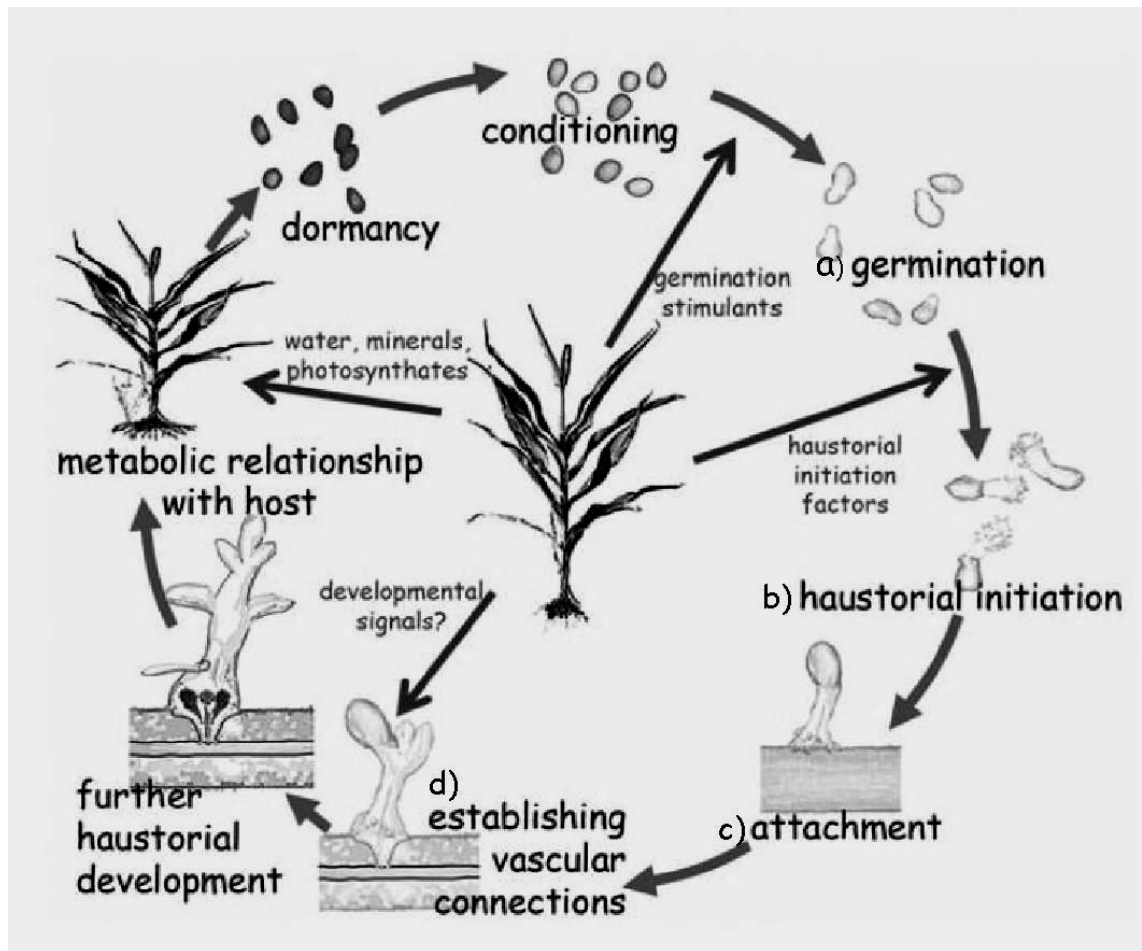 conditioning
dormancy
a) germination
germination
stimulants
water, minerals,
photosynthates
haustorial
initiation
factors
metabolic relationship
with host
developmental
signals?
b) haustorial initiation
c) attachment
d)
establishing
vascular
connections
further
haustorial
development